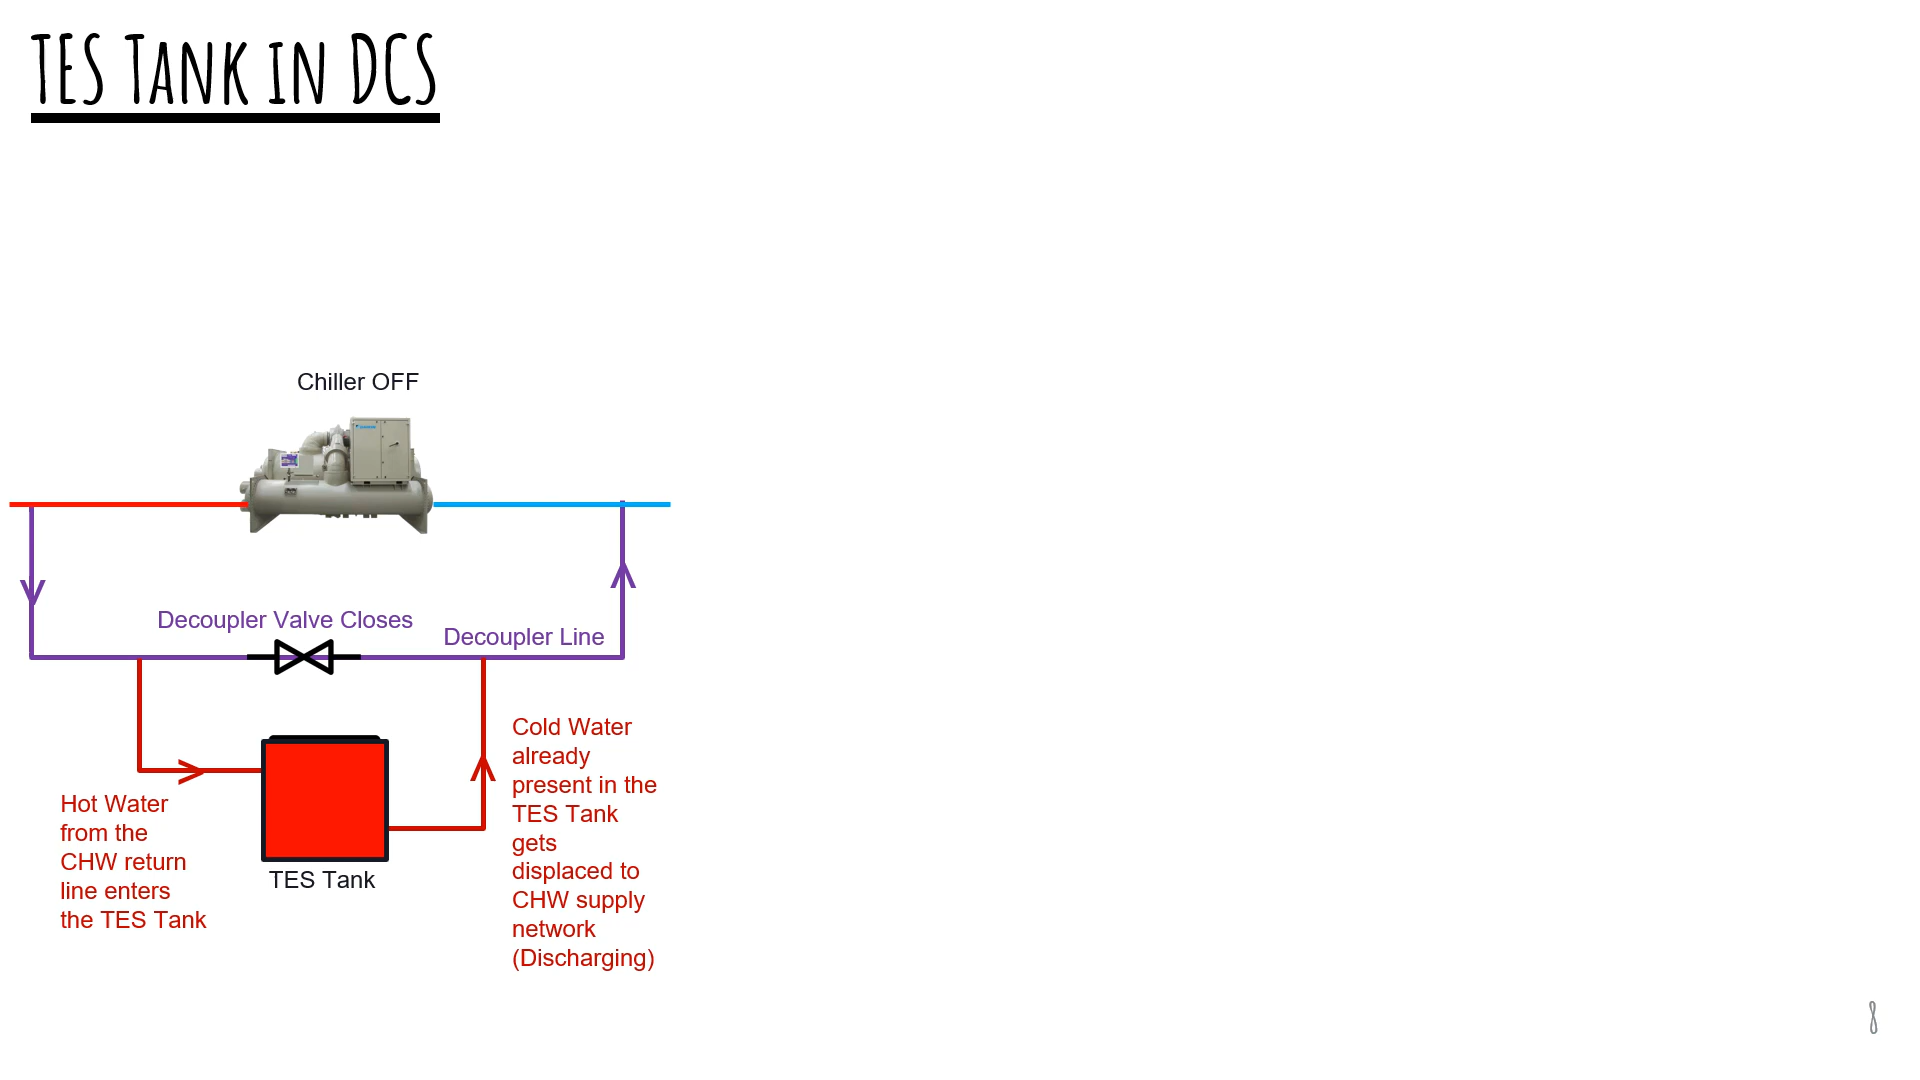 TES TANK IN DCS
Chiller OFF
Decoupler Valve Closes
Decoupler Line
Cold Water
already
present in the
TES Tank
gets
displaced to
CHW supply
network
(Discharging)
Hot Water
from the
CHW return
line enters
the TES Tank
TES Tank
8